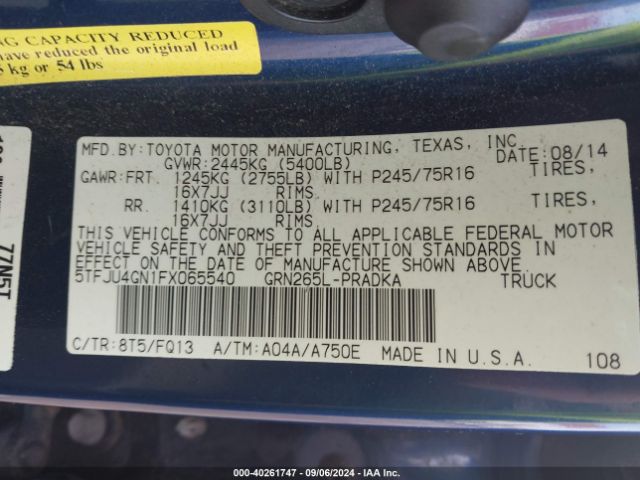 NG CAPACITY REDUCED
have reduced the original load
kg or 54 lbs
77N5T
MFD.BY:TOYOTA MOTOR MANUFACTURING, TEXAS, INC.
GVWR:2445KG (5400LB) DATE:08/14
GAWR:FRT. 1245KG (2755LB) WITH P245/75R16 TIRES,
16X7JJ RIMS
RR. 1410KG (3110LB) WITH P245/75R16 TIRES,
16X7JJ RIMS
THIS VEHICLE CONFORMS TO ALL APPLICABLE FEDERAL MOTOR
VEHICLE SAFETY AND THEFT PREVENTION STANDARDS IN
EFFECT ON THE DATE OF MANUFACTURE SHOWN ABOVE.
5TFJU4GN1FX065540 GRN265L-PRADKA TRUCK
C/TR:8T5/FQ13 A/TM:A04A/A750E MADE IN U.S.A. 108
000-40261747 - 09/06/2024 - IAA Inc.